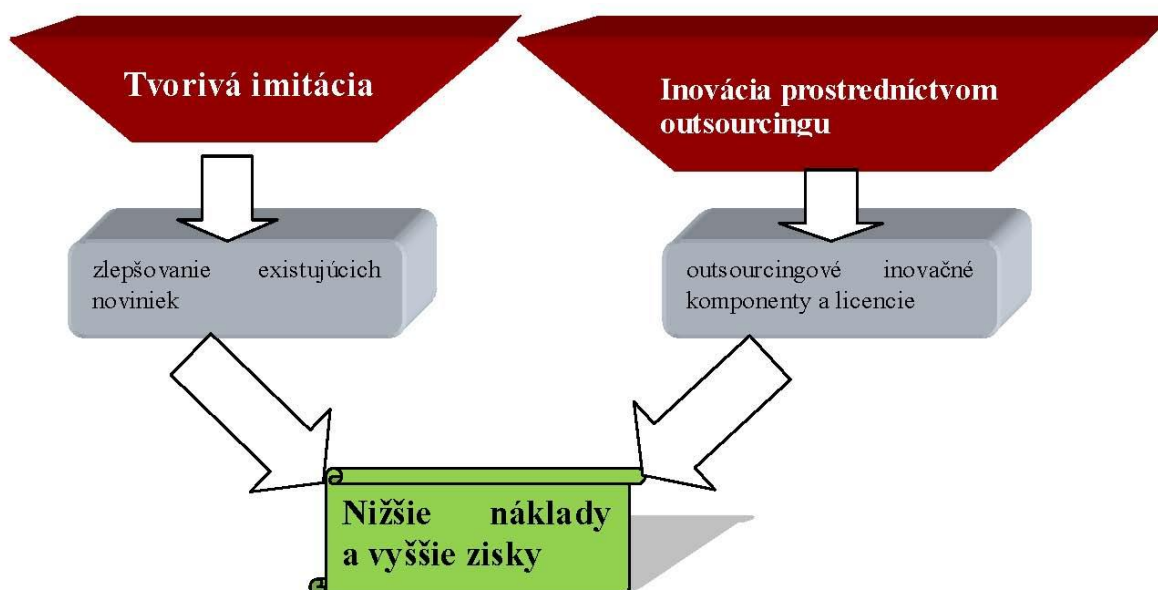 Tvorivá imitácia
Inovácia prostredníctvom
outsourcingu
zlepšovanie existujúcich
noviniek
outsourcingové inovačné
komponenty a licencie
Nižšie náklady
a vyššie zisky